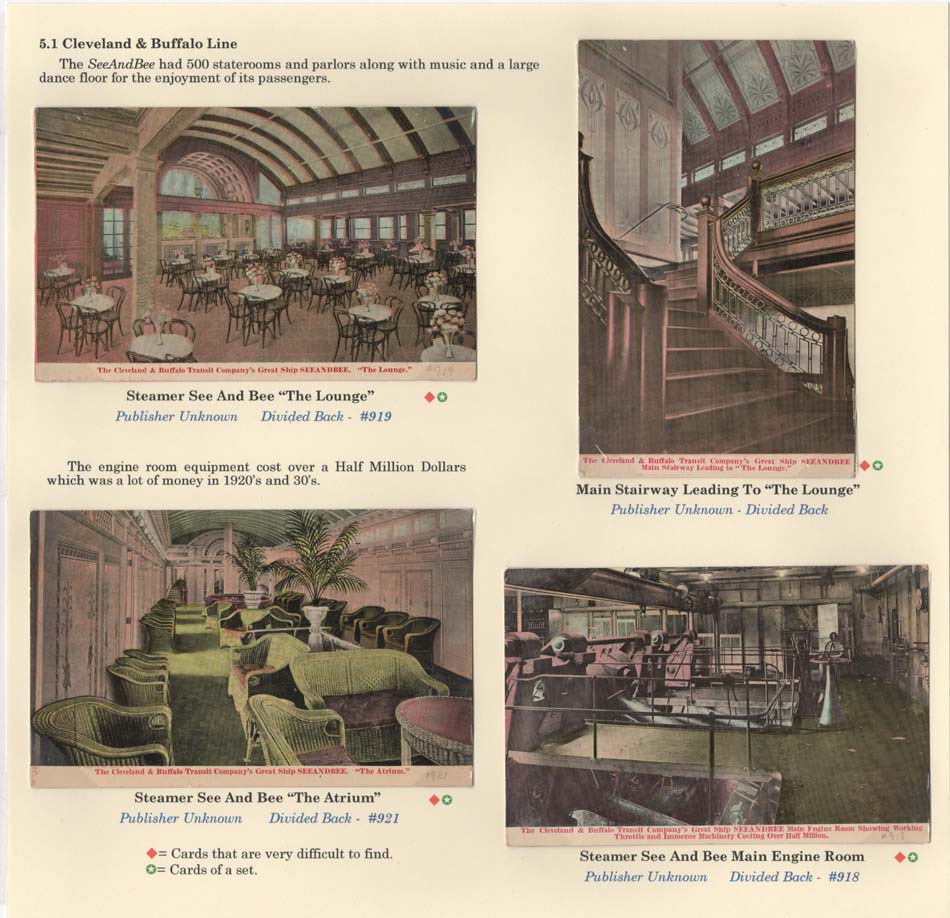 5.1 Cleveland & Buffalo Line
The SeeAndBee had 500 staterooms and parlors along with music and a large
dance floor for the enjoyment of its passengers.
The Cleveland & Buffalo Transit Company's Great Ship SEEANDBEE. "The Lounge."
#919
Steamer See And Bee “The Lounge”
Publisher Unknown Divided Back - #919
The Cleveland & Buffalo Transit Company's Great Ship SEEANDBEE
Main Stairway Leading to "The Lounge."
Main Stairway Leading To “The Lounge”
Publisher Unknown - Divided Back
The engine room equipment cost over a Half Million Dollars
which was a lot of money in 1920's and 30's.
The Cleveland & Buffalo Transit Company's Great Ship SEEANDBEE. "The Atrium."
#921
Steamer See And Bee “The Atrium”
Publisher Unknown Divided Back - #921
The Cleveland & Buffalo Transit Company's Great Ship SEEANDBEE Main Engine Room Showing Working
Throttle and Immense Machinery Costing Over Half Million.
#918
Steamer See And Bee Main Engine Room
Publisher Unknown Divided Back - #918
= Cards that are very difficult to find.
= Cards of a set.